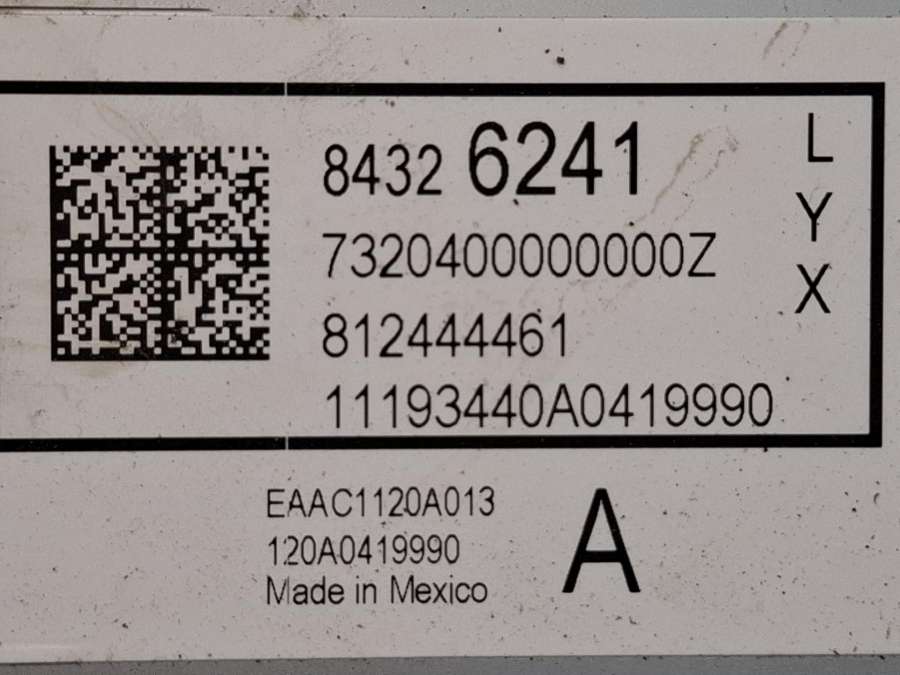 8432 6241
7320400000000Z
812444461
11193440A0419990
L
Y
X
EAAC1120A013
120A0419990
Made in Mexico
A